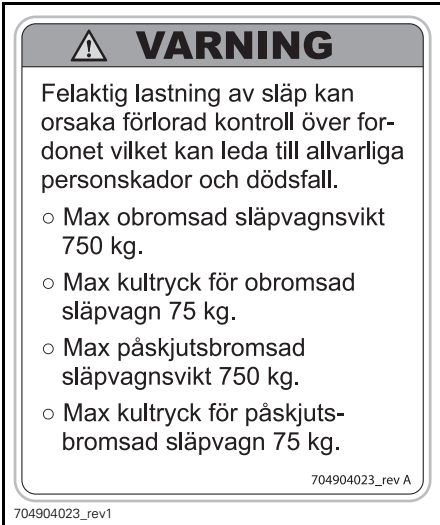 VARNING
Felaktig lastning av släp kan
orsaka förlorad kontroll över for-
donet vilket kan leda till allvarliga
personskador och dödsfall.
○ Max obromsad släpvagnsvikt
750 kg.
○ Max kultryck för obromsad
släpvagn 75 kg.
○ Max påskjutsbromsad
släpvagnsvikt 750 kg.
○ Max kultryck för påskjuts-
bromsad släpvagn 75 kg.
704904023_rev A
704904023_rev1